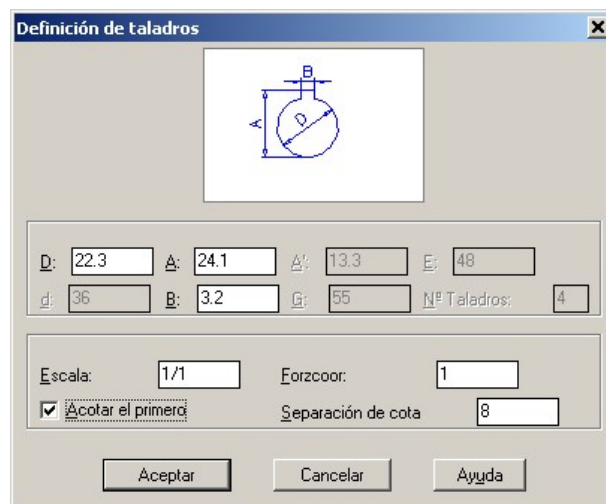 Definición de taladros
B
A
D
D: 22.3 A: 24.1 A': 13.3 E: 48
d: 36 B: 3.2 G: 55 Nº Taladros: 4
Escala: 1/1 Forzcoor: 1
Acotar el primero Separación de cota 8
Aceptar Cancelar Ayuda